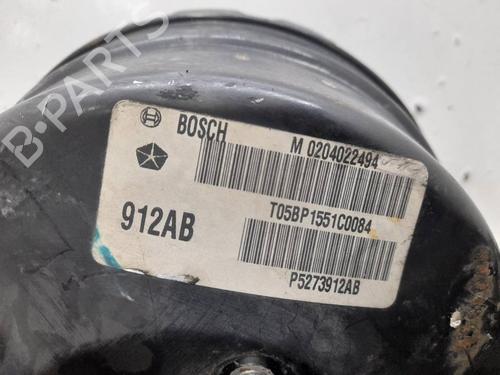 B-PARTS
BOSCH
M 0204022494
T05BP1551C0084
912AB
P5273912AB